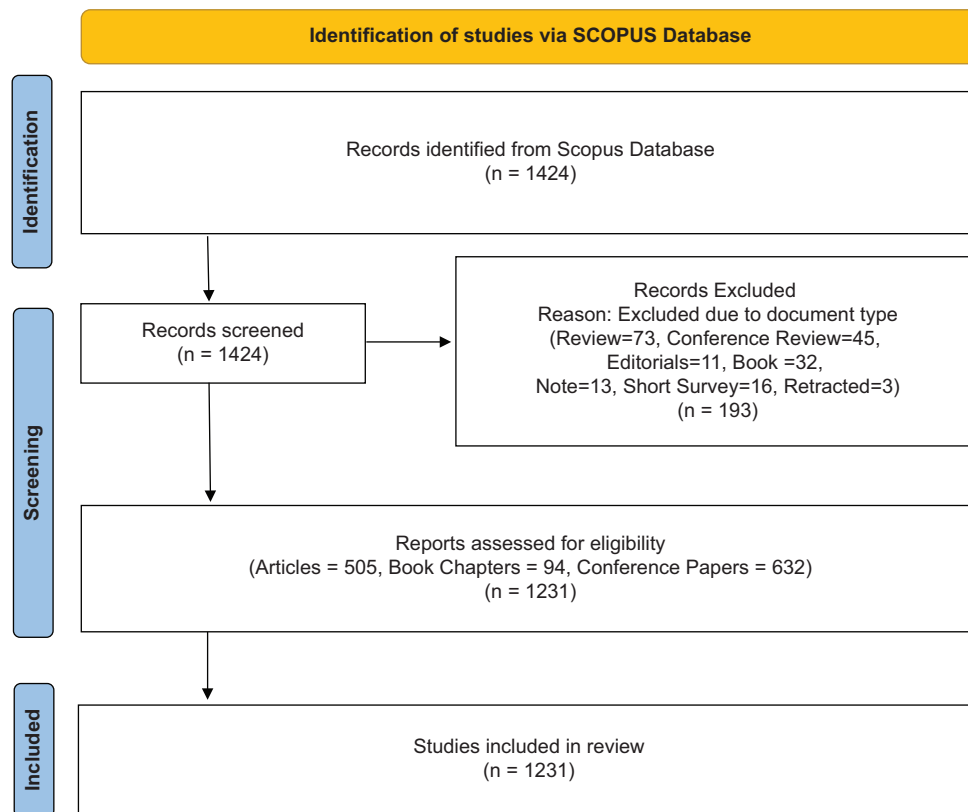 Identification of studies via SCOPUS Database
Identification
Records identified from Scopus Database
(n = 1424)
Screening
Records screened
(n = 1424)
Records Excluded
Reason: Excluded due to document type
(Review=73, Conference Review=45,
Editorials=11, Book =32,
Note=13, Short Survey=16, Retracted=3)
(n = 193)
Reports assessed for eligibility
(Articles = 505, Book Chapters = 94, Conference Papers = 632)
(n = 1231)
Included
Studies included in review
(n = 1231)